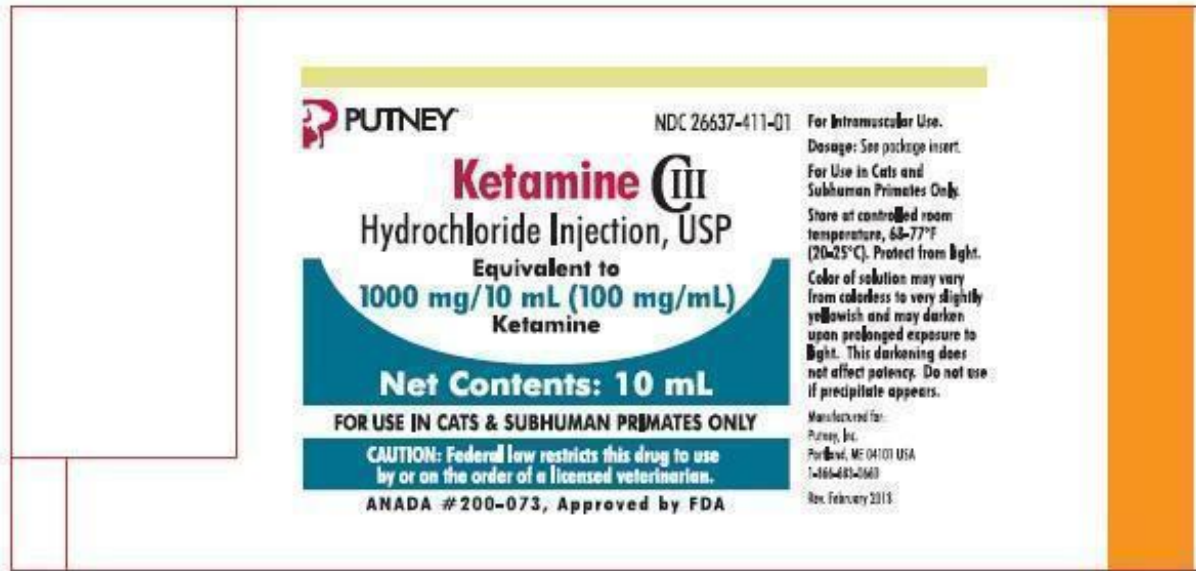 PUTNEY
NDC 26637-411-01
Ketamine CIII
Hydrochloride Injection, USP
Equivalent to
1000 mg/10 mL (100 mg/mL)
Ketamine
Net Contents: 10 mL
FOR USE IN CATS & SUBHUMAN PRIMATES ONLY
CAUTION: Federal law restricts this drug to use
by or on the order of a licensed veterinarian.
ANADA #200-073, Approved by FDA
For Intramuscular Use.
Dosage: See package insert.
For Use in Cats and
Subhuman Primates Only.
Store at controlled room
temperature, 68-77°F
(20-25°C). Protect from light.
Color of solution may vary
from colorless to very slightly
yellowish and may darken
upon prolonged exposure to
light. This darkening does
not affect potency. Do not use
if precipitate appears.
Manufactured for:
Putney, Inc.
Portland, ME 04101 USA
Rev. February